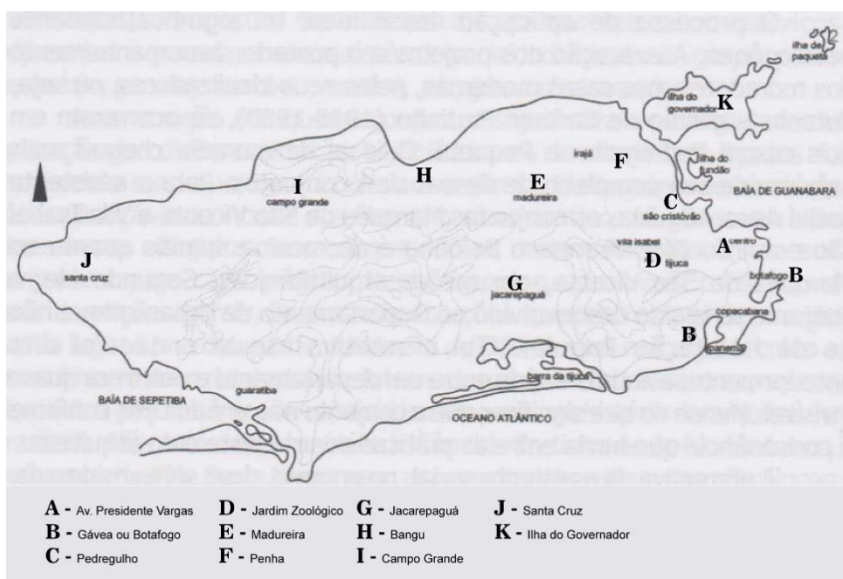 ilha de
paquetá
ilha do
governador
K
irajá
F
ilha do
fundão
H
I
campo grande
E
madureira
BAÍA DE GUANABARA
C
são cristóvão
vila isabel
D
tijuca
A
centro
J
santa cruz
G
jacarepaguá
botafogo
B
copacabana
B
ipanema
barra da tijuca
guaratiba
BAÍA DE SEPETIBA
OCEANO ATLÂNTICO
A - Av. Presidente Vargas
D - Jardim Zoológico
G - Jacarepaguá
J - Santa Cruz
B - Gávea ou Botafogo
E - Madureira
H - Bangu
K - Ilha do Governador
C - Pedregulho
F - Penha
I - Campo Grande